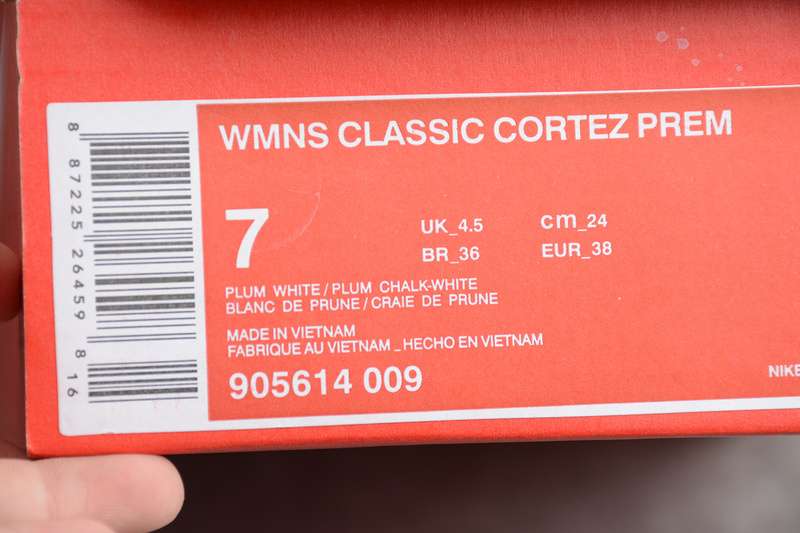 8 87225 26459 8 16
WMNS CLASSIC CORTEZ PREM
7
UK_4.5 cm_24
BR_36 EUR_38
PLUM WHITE / PLUM CHALK-WHITE
BLANC DE PRUNE / CRAIE DE PRUNE
MADE IN VIETNAM
FABRIQUE AU VIETNAM _ HECHO EN VIETNAM
905614 009
NIKE